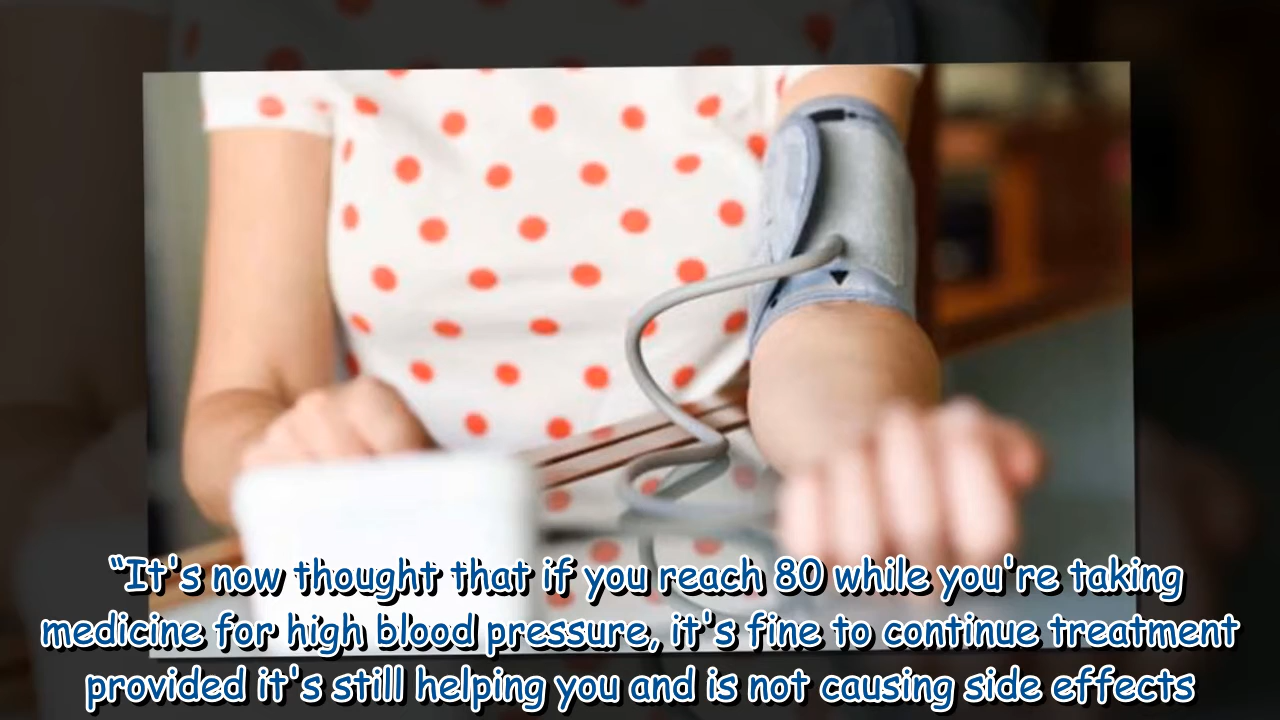 “It's now thought that if you reach 80 while you're taking
medicine for high blood pressure, it's fine to continue treatment
provided it's still helping you and is not causing side effects